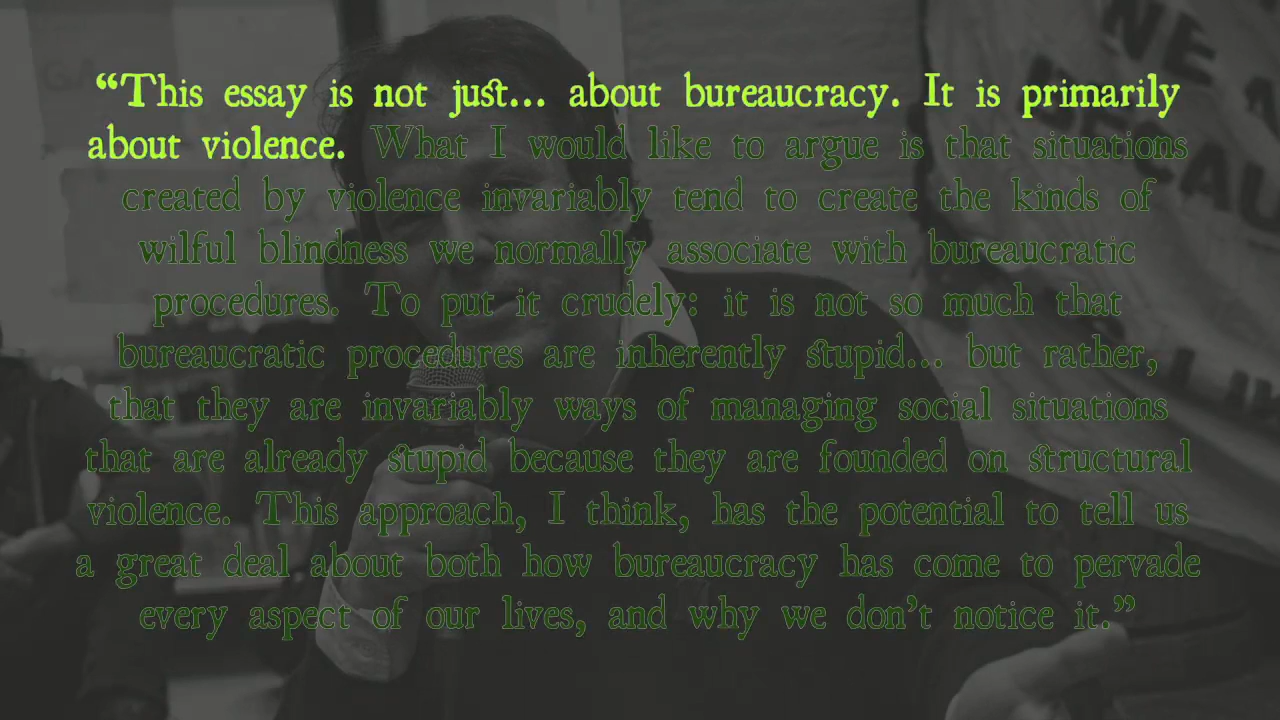 “This essay is not just... about bureaucracy. It is primarily
about violence. What I would like to argue is that situations
created by violence invariably tend to create the kinds of
wilful blindness we normally associate with bureaucratic
procedures. To put it crudely: it is not so much that
bureaucratic procedures are inherently stupid... but rather,
that they are invariably ways of managing social situations
that are already stupid because they are founded on structural
violence. This approach, I think, has the potential to tell us
a great deal about both how bureaucracy has come to pervade
every aspect of our lives, and why we don’t notice it.”